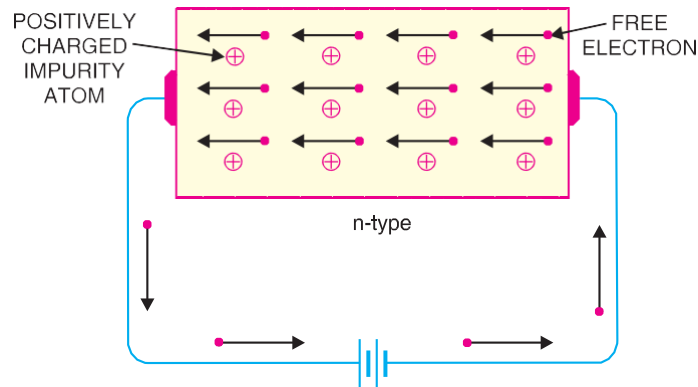 POSITIVELY
CHARGED
IMPURITY
ATOM
FREE
ELECTRON
n-type